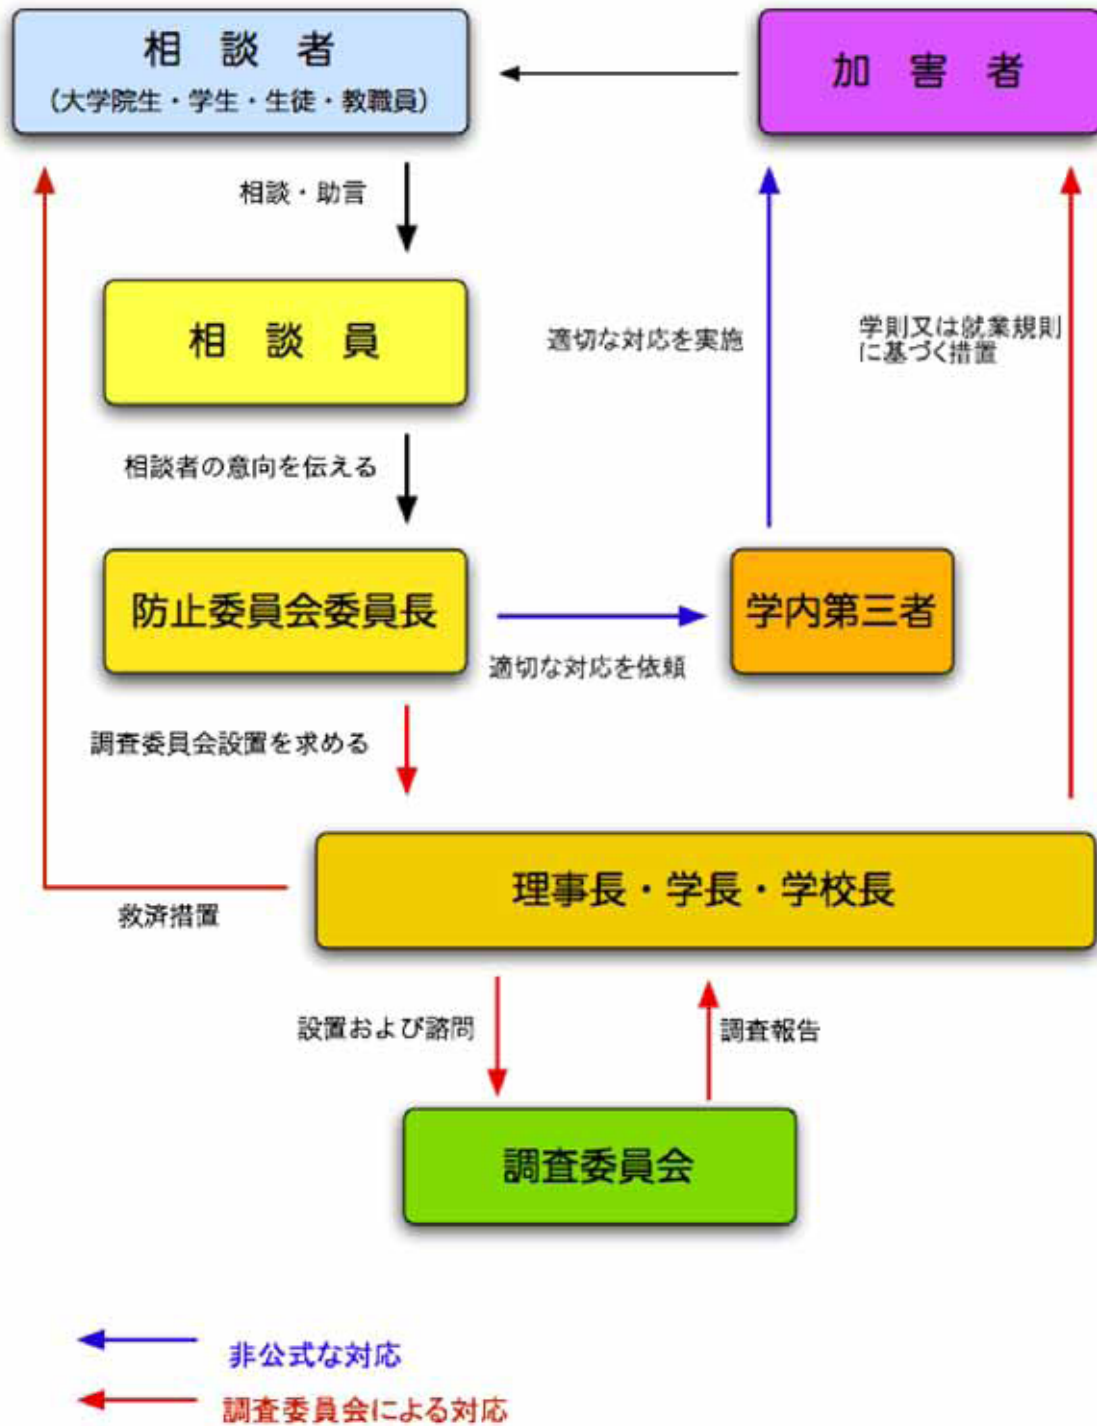 相 談 者
(大学院生・学生・生徒・教職員)
加 害 者
相談・助言
相 談 員
適切な対応を実施
学則又は就業規則
に基づく措置
相談者の意向を伝える
防止委員会委員長
学内第三者
適切な対応を依頼
調査委員会設置を求める
理事長・学長・学校長
救済措置
設置および諮問
調査報告
調査委員会
非公式な対応
調査委員会による対応